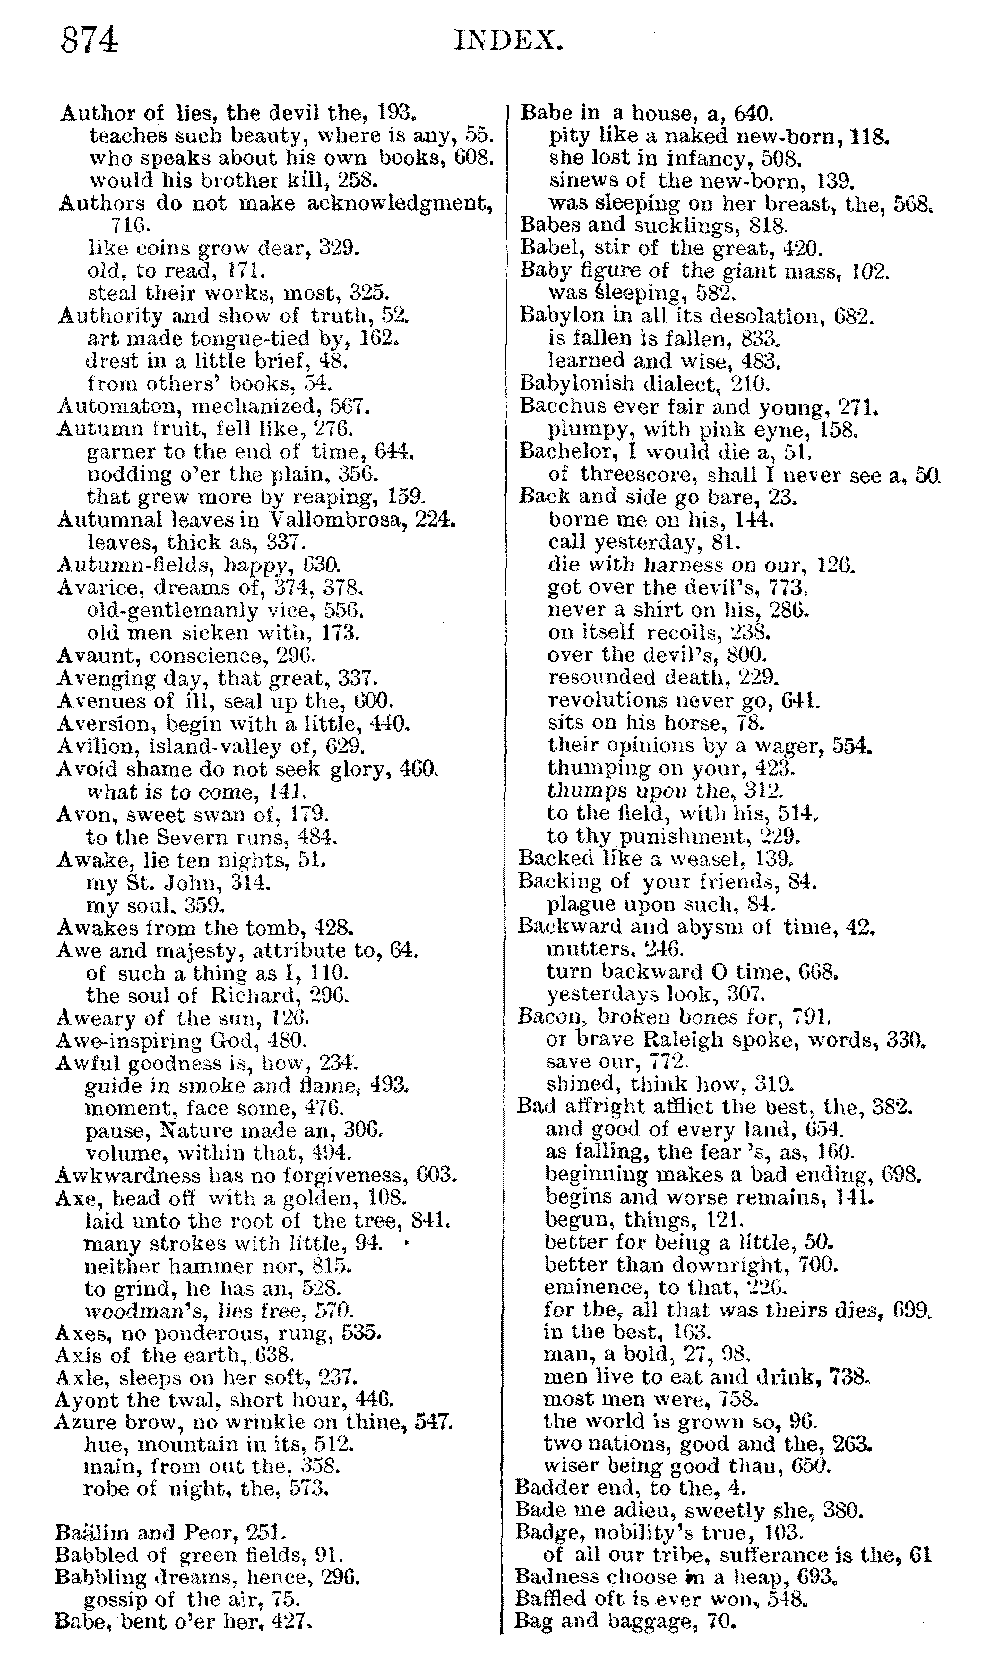 874
INDEX.
Author of lies, the devil the, 193.
teaches such beauty, where is any, 55.
who speaks about his own books, 608.
would his brother kill, 258.
Authors do not make acknowledgment,
716.
like coins grow dear, 329.
old, to read, 171.
steal their works, most, 325.
Authority and show of truth, 52.
art made tongue-tied by, 162.
drest in a little brief, 48.
from others' books, 54.
Automaton, mechanized, 567.
Autumn fruit, fell like, 276.
garner to the end of time, 644.
nodding o'er the plain, 356.
that grew more by reaping, 159.
Autumnal leaves in Vallombrosa, 224.
leaves, thick as, 337.
Autumn-fields, happy, 630.
Avarice, dreams of, 374, 378.
old-gentlemanly vice, 556.
old men sicken with, 173.
Avaunt, conscience, 296.
Avenging day, that great, 337.
Avenues of ill, seal up the, 600.
Aversion, begin with a little, 440.
Avilion, island-valley of, 629.
Avoid shame do not seek glory, 460.
what is to come, 141.
Avon, sweet swan of, 179.
to the Severn runs, 484.
Awake, lie ten nights, 51.
my St. John, 314.
my soul, 359.
Awakes from the tomb, 428.
Awe and majesty, attribute to, 64.
of such a thing as I, 110.
the soul of Richard, 296.
Aweary of the sun, 126.
Awe-inspiring God, 480.
Awful goodness is, how, 234.
guide in smoke and flame, 493.
moment, face some, 476.
pause, Nature made an, 306.
volume, within that, 494.
Awkwardness has no forgiveness, 603.
Axe, head off with a golden, 108.
laid unto the root of the tree, 841.
many strokes with little, 94.
neither hammer nor, 815.
to grind, he has an, 528.
woodman's, lies free, 570.
Axes, no ponderous, rung, 535.
Axis of the earth, 638.
Axle, sleeps on her soft, 237.
Ayont the twal, short hour, 446.
Azure brow, no wrinkle on thine, 547.
hue, mountain in its, 512.
main, from out the, 358.
robe of night, the, 573.
Baälim and Peor, 251.
Babbled of green fields, 91.
Babbling dreams, hence, 296.
gossip of the air, 75.
Babe, bent o'er her, 427.
Babe in a house, a, 640.
pity like a naked new-born, 118.
she lost in infancy, 508.
sinews of the new-born, 139.
was sleeping on her breast, the, 568.
Babes and sucklings, 818.
Babel, stir of the great, 420.
Baby figure of the giant mass, 102.
was sleeping, 582.
Babylon in all its desolation, 682.
is fallen is fallen, 833.
learned and wise, 483.
Babylonish dialect, 210.
Bacchus ever fair and young, 271.
plumpy, with pink eyne, 158.
Bachelor, I would die a, 51.
of threescore, shall I never see a, 50.
Back and side go bare, 23.
borne me on his, 144.
call yesterday, 81.
die with harness on our, 126.
got over the devil's, 773.
never a shirt on his, 286.
on itself recoils, 238.
over the devil's, 800.
resounded death, 229.
revolutions never go, 641.
sits on his horse, 78.
their opinions by a wager, 554.
thumping on your, 423.
thumps upon the, 312.
to the field, with his, 514.
to thy punishment, 229.
Backed like a weasel, 139.
Backing of your friends, 84.
plague upon such, 84.
Backward and abysm of time, 42.
mutters, 246.
turn backward O time, 668.
yesterdays look, 307.
Bacon, broken bones for, 791.
or brave Raleigh spoke, words, 330.
save our, 772.
shined, think how, 319.
Bad affright afflict the best, the, 382.
and good of every land, 654.
as falling, the fear 's, as, 160.
beginning makes a bad ending, 698.
begins and worse remains, 141.
begun, things, 121.
better for being a little, 50.
better than downright, 700.
eminence, to that, 226.
for the, all that was theirs dies, 699.
in the best, 163.
man, a bold, 27, 98.
men live to eat and drink, 738.
most men were, 758.
the world is grown so, 96.
two nations, good and the, 263.
wiser being good than, 650.
Badder end, to the, 4.
Bade me adieu, sweetly she, 380.
Badge, nobility's true, 103.
of all our tribe, sufferance is the, 61
Badness choose in a heap, 693.
Baffled oft is ever won, 548.
Bag and baggage, 70.